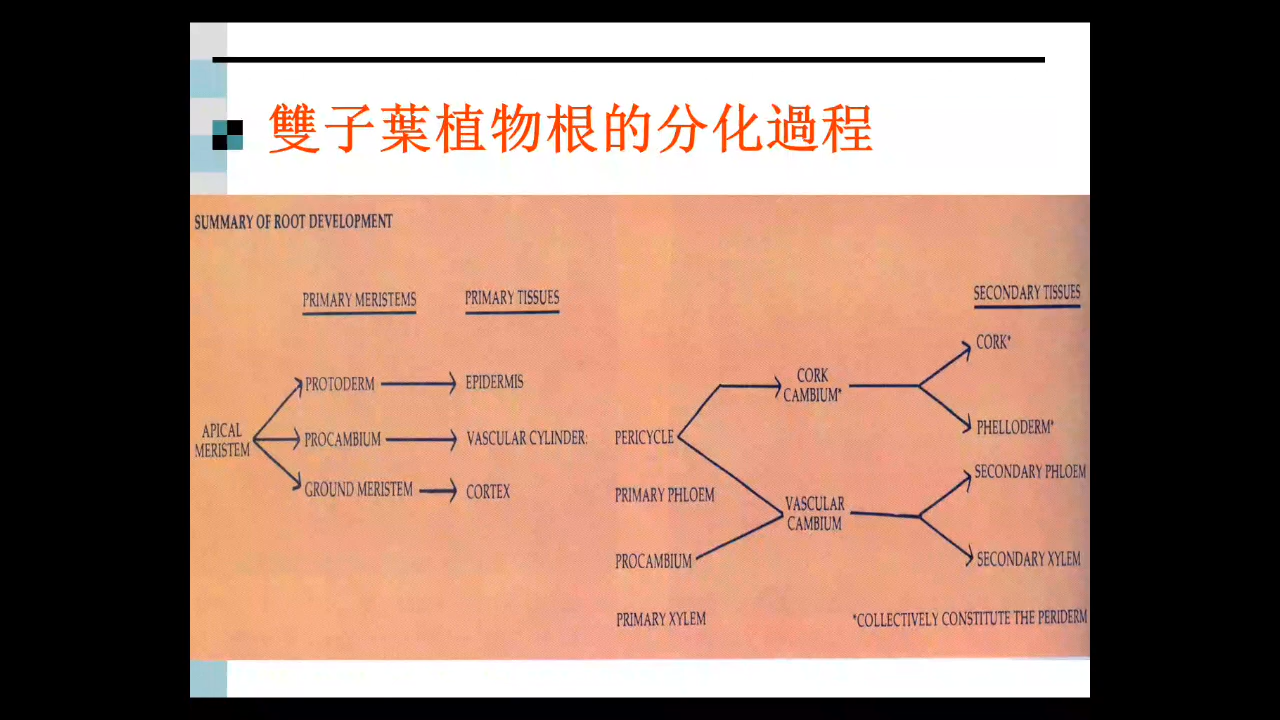 雙子葉植物根的分化過程
SUMMARY OF ROOT DEVELOPMENT
PRIMARY MERISTEMS
PRIMARY TISSUES
SECONDARY TISSUES
APICAL
MERISTEM
PROTODERM
EPIDERMIS
PROCAMBIUM
VASCULAR CYLINDER:
GROUND MERISTEM
CORTEX
PERICYCLE
PRIMARY PHLOEM
PROCAMBIUM
PRIMARY XYLEM
CORK
CAMBIUM*
VASCULAR
CAMBIUM
CORK*
PHELLODERM*
SECONDARY PHLOEM
SECONDARY XYLEM
*COLLECTIVELY CONSTITUTE THE PERIDERM